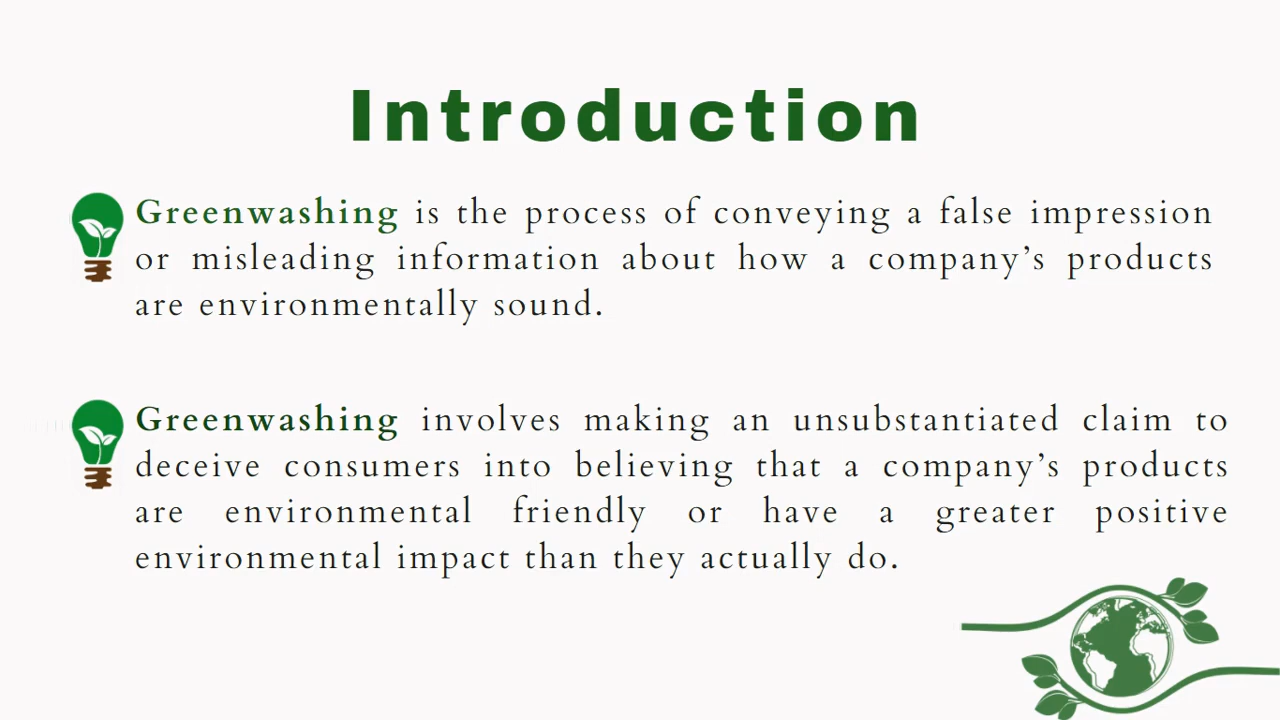 Introduction
Greenwashing is the process of conveying a false impression
or misleading information about how a company’s products
are environmentally sound.
Greenwashing involves making an unsubstantiated claim to
deceive consumers into believing that a company’s products
are environmental friendly or have a greater positive
environmental impact than they actually do.